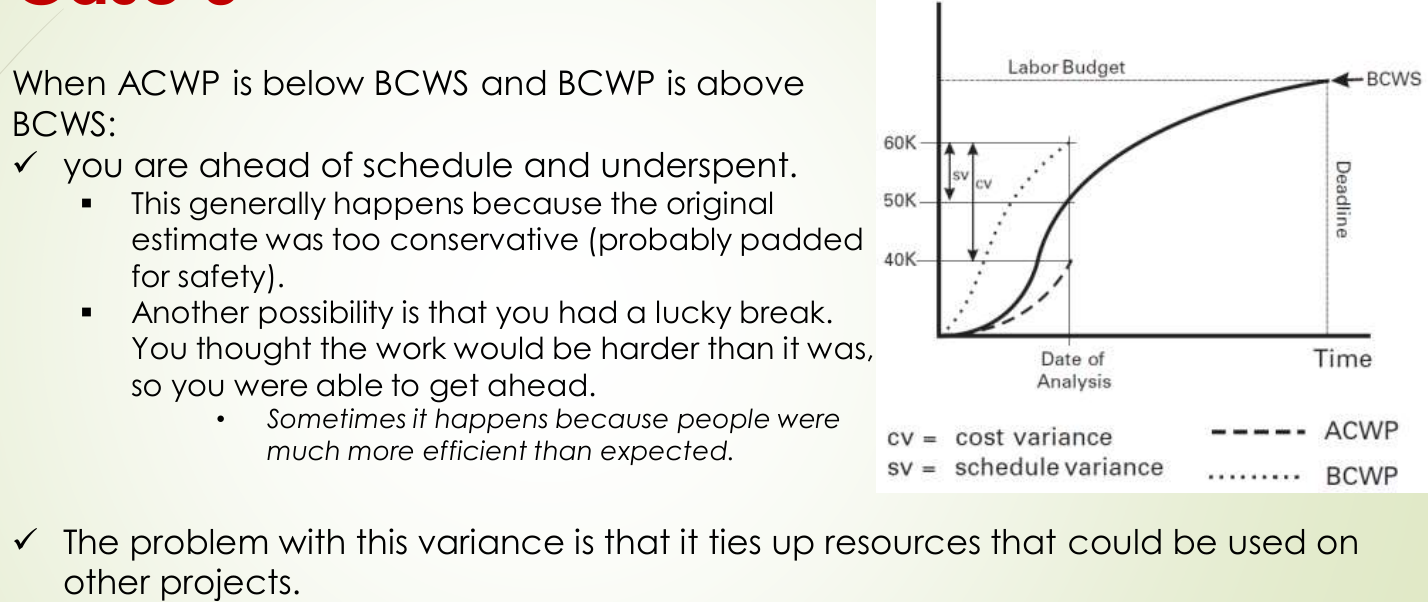 When ACWP is below BCWS and BCWP is above
BCWS:
✓ you are ahead of schedule and underspent.
▪ This generally happens because the original
estimate was too conservative (probably padded
for safety).
▪ Another possibility is that you had a lucky break.
You thought the work would be harder than it was,
so you were able to get ahead.
• Sometimes it happens because people were
much more efficient than expected.
✓ The problem with this variance is that it ties up resources that could be used on
other projects.
Labor Budget
BCWS
60K
sv
cv
50K
40K
Deadline
Date of
Analysis
Time
cv = cost variance
sv = schedule variance
ACWP
BCWP